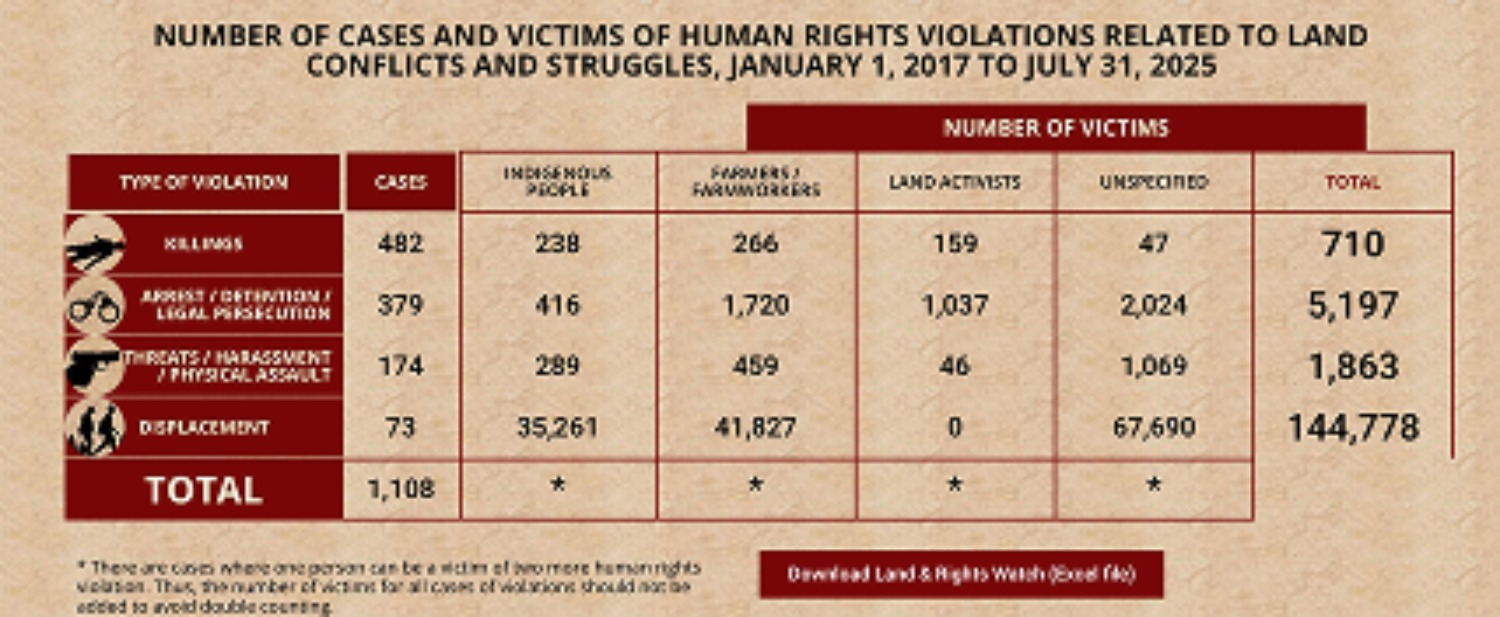 NUMBER OF CASES AND VICTIMS OF HUMAN RIGHTS VIOLATIONS RELATED TO LAND
CONFLICTS AND STRUGGLES, JANUARY 1, 2017 TO JULY 31, 2025
NUMBER OF VICTIMS
TYPE OF VIOLATION CASES INDIGENOUS PEOPLE FARMERS / FARMWORKERS LAND ACTIVISTS UNSPECIFIED TOTAL
KILLINGS 482 238 266 159 47 710
ARREST / DETENTION / LEGAL PERSECUTION 379 416 1,720 1,037 2,024 5,197
THREATS / HARASSMENT / PHYSICAL ASSAULT 174 289 459 46 1,069 1,863
DISPLACEMENT 73 35,261 41,827 0 67,690 144,778
TOTAL 1,108 * * * *
* There are cases where one person can be a victim of two more human rights
violation. Thus, the number of victims for all cases of violations should not be
added to avoid double counting.
Download Land & Rights Watch (Excel file)